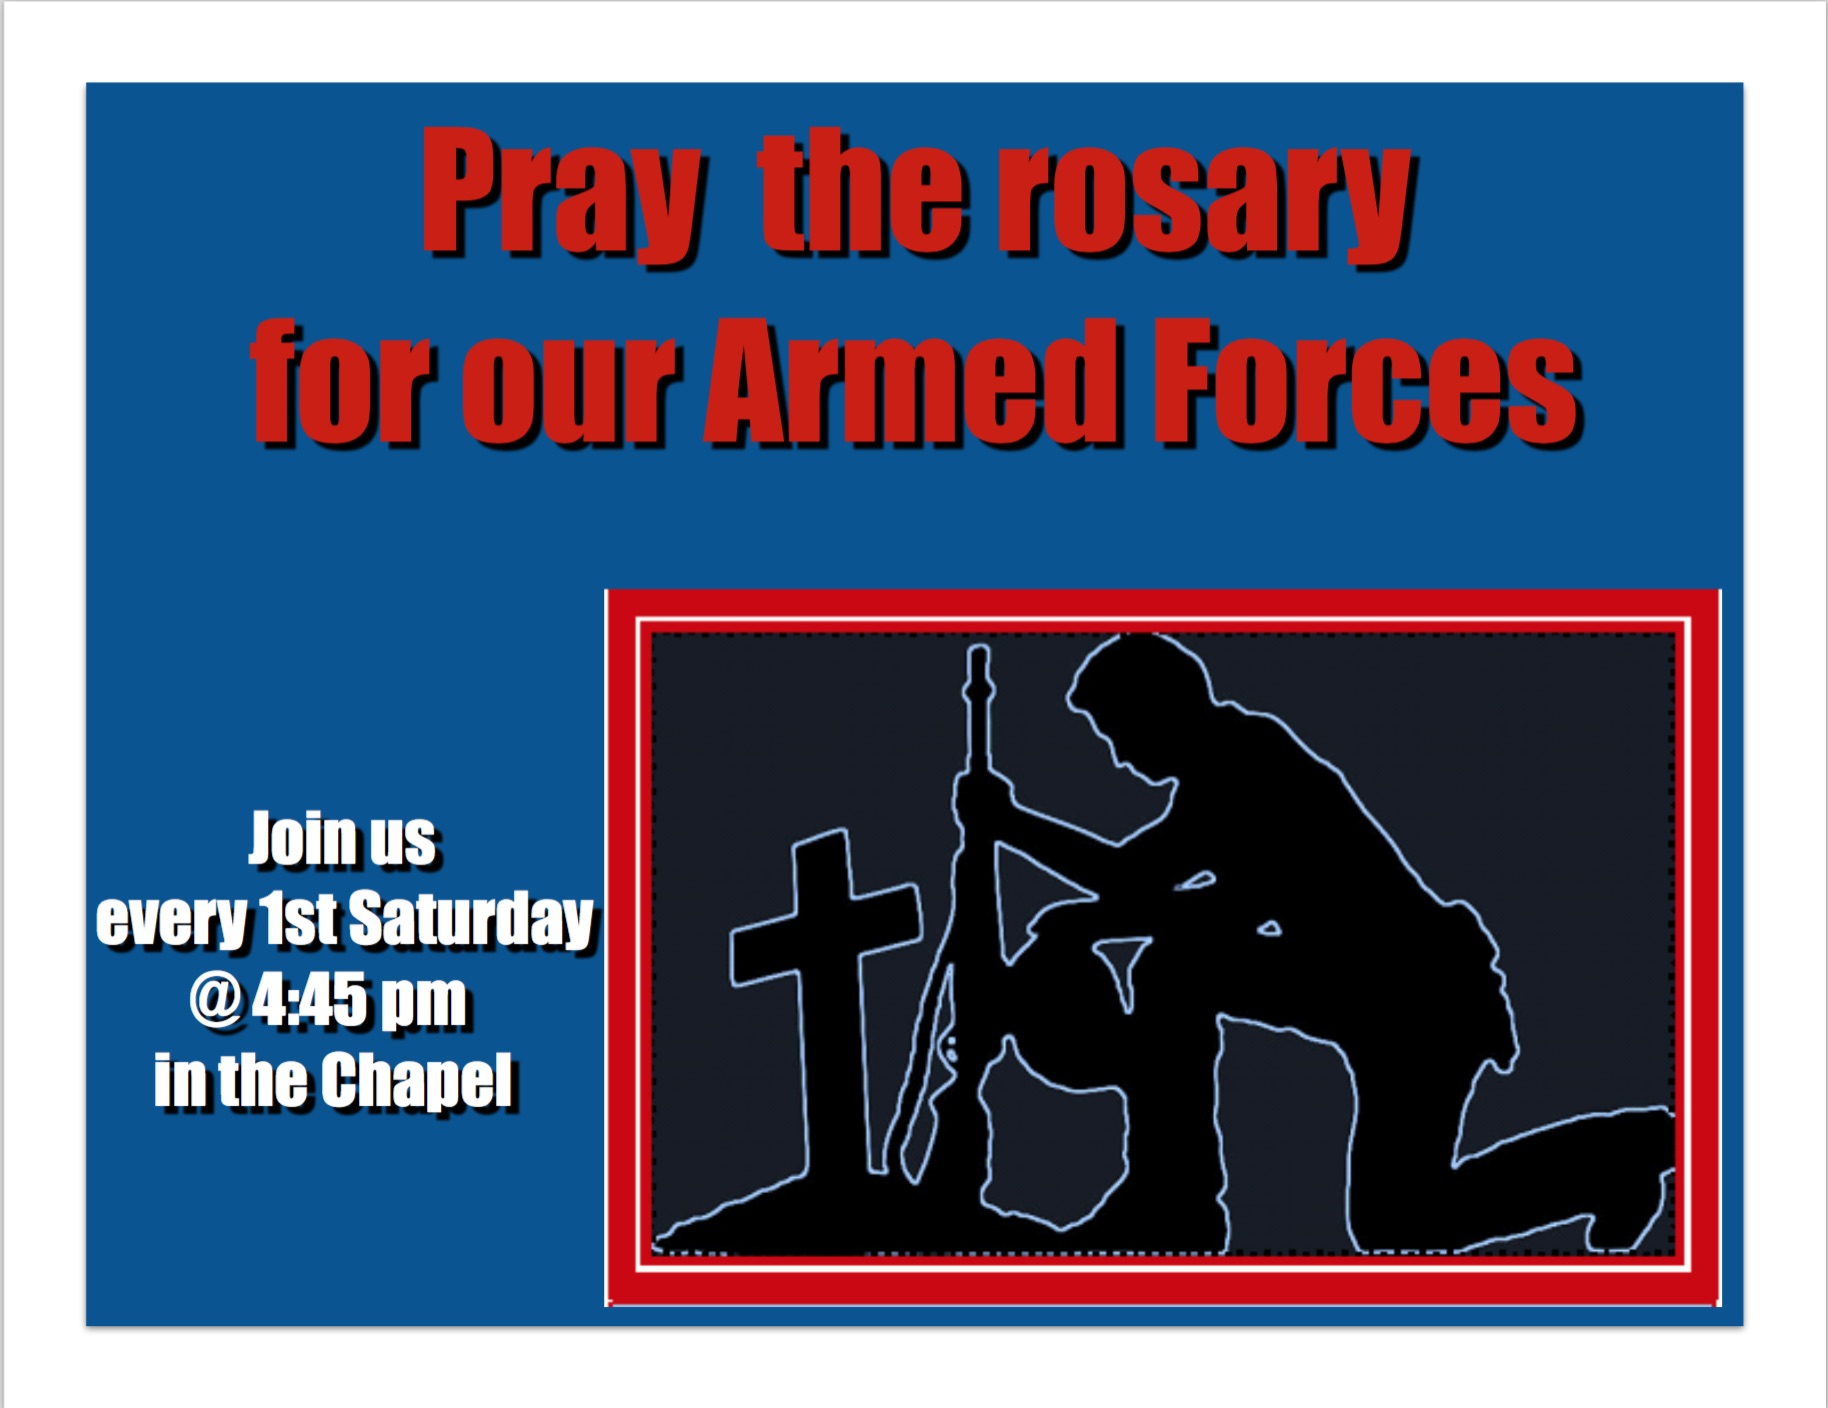 Pray the rosary
for our Armed Forces
Join us
every 1st Saturday
@ 4:45 pm
in the Chapel